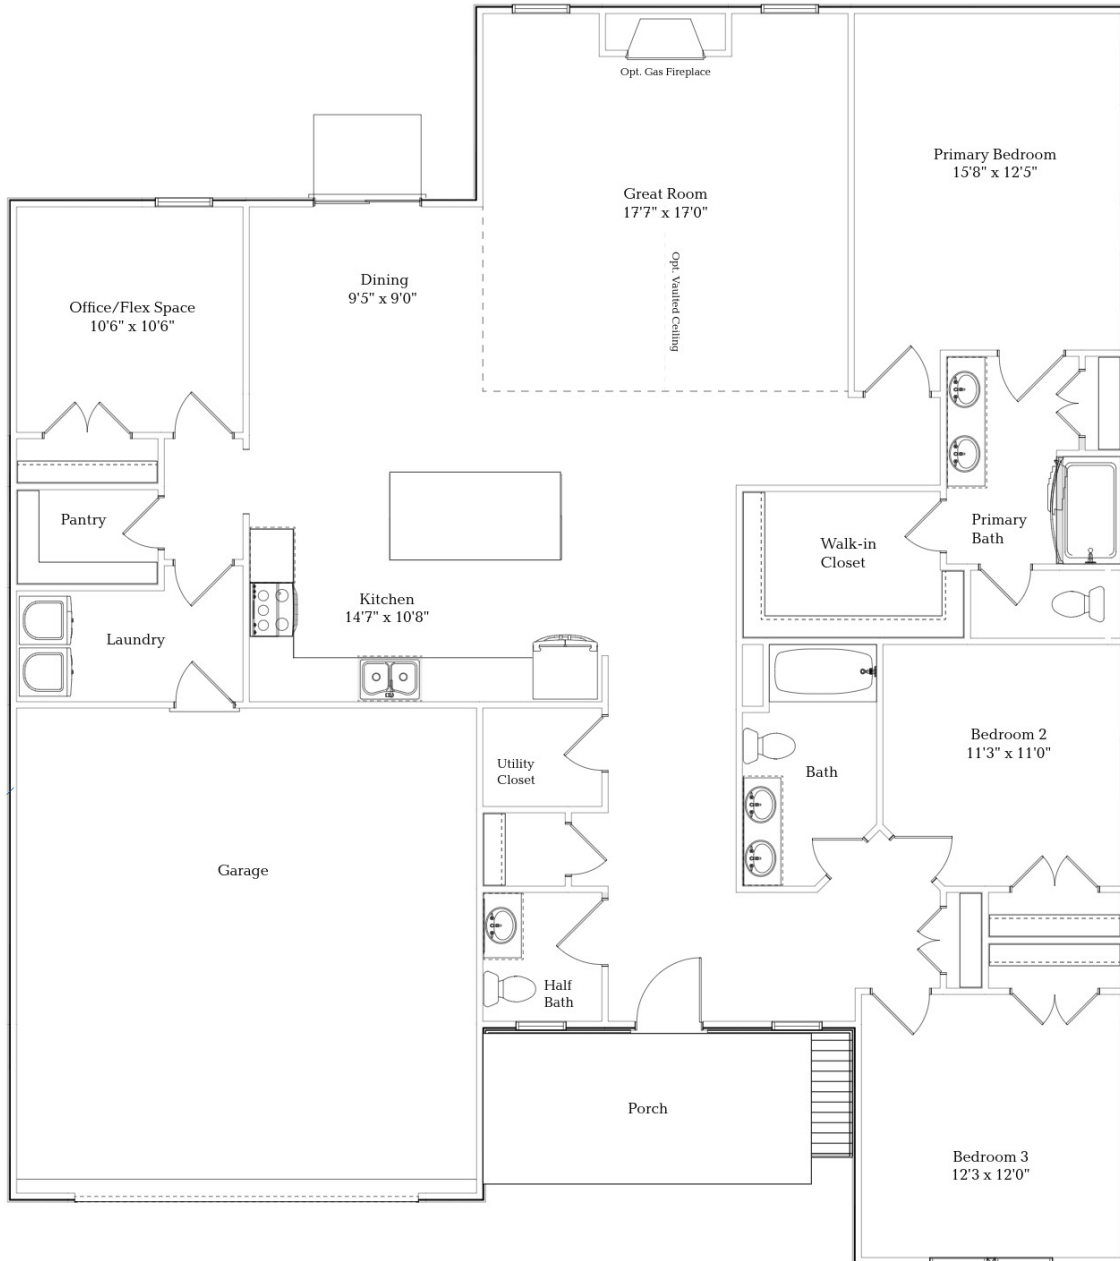 Opt. Gas Fireplace
Primary Bedroom
15'8" x 12'5"
Great Room
17'7" x 17'0"
Opt. Vaulted Ceiling
Dining
9'5" x 9'0"
Office/Flex Space
10'6" x 10'6"
Pantry
Primary
Bath
Walk-in
Closet
Kitchen
14'7" x 10'8"
Laundry
Bedroom 2
11'3" x 11'0"
Utility
Closet
Bath
Garage
Half
Bath
Porch
Bedroom 3
12'3 x 12'0"